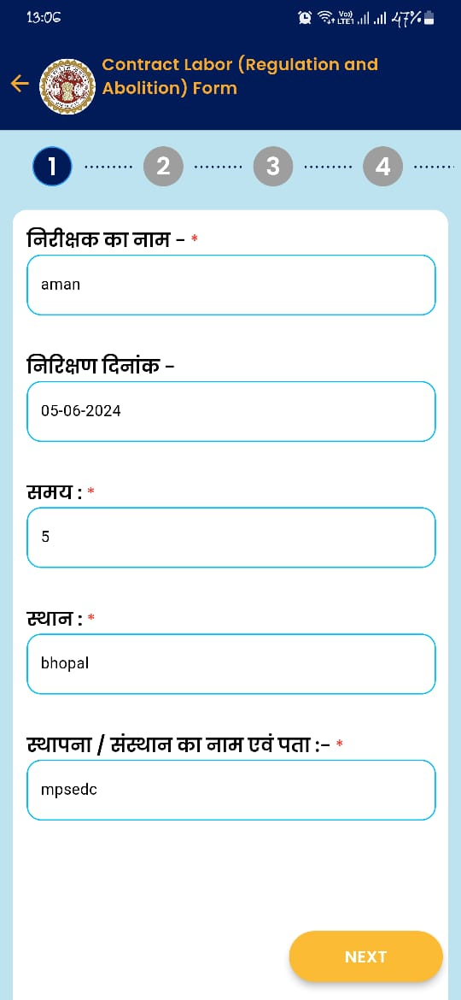 13:06
Vo))
LTE1
47%
Contract Labor (Regulation and
Abolition) Form
1
2
3
4
निरीक्षक का नाम - *
aman
निरिक्षण दिनांक -
05-06-2024
समय : *
5
स्थान : *
bhopal
स्थापना / संस्थान का नाम एवं पता :- *
mpsedc
NEXT